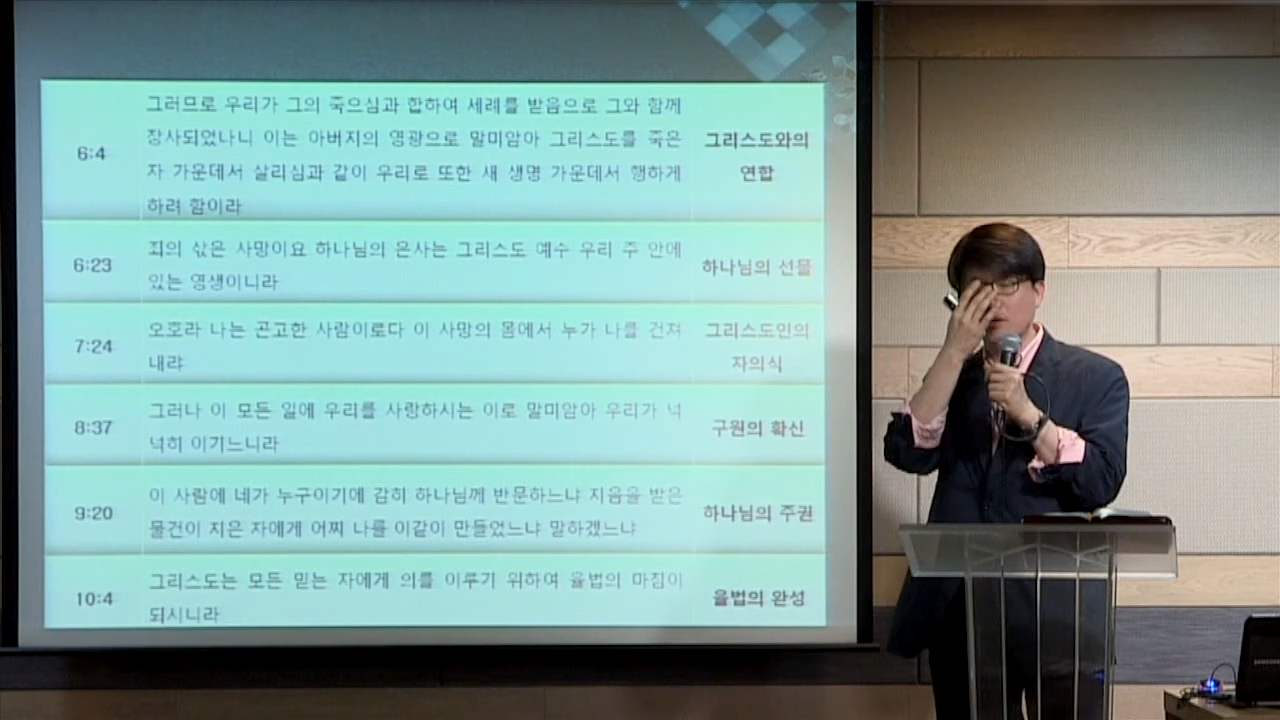 6:4
그러므로 우리가 그의 죽으심과 합하여 세례를 받음으로 그와 함께
장사되었나니 이는 아버지의 영광으로 말미암아 그리스도를 죽은
자 가운데서 살리심과 같이 우리로 또한 새 생명 가운데서 행하게
하려 함이라
그리스도와의
연합
6:23
죄의 삯은 사망이요 하나님의 은사는 그리스도 예수 우리 주 안에
있는 영생이니라
하나님의 선물
7:24
오호라 나는 곤고한 사람이로다 이 사망의 몸에서 누가 나를 건져
내랴
그리스도인의
자의식
8:37
그러나 이 모든 일에 우리를 사랑하시는 이로 말미암아 우리가 넉
넉히 이기느니라
구원의 확신
9:20
이 사람아 네가 누구이기에 감히 하나님께 반문하느냐 지음을 받은
물건이 지은 자에게 어찌 나를 이같이 만들었느냐 말하겠느냐
하나님의 주권
10:4
그리스도는 모든 믿는 자에게 의를 이루기 위하여 율법의 마침이
되시니라
율법의 완성